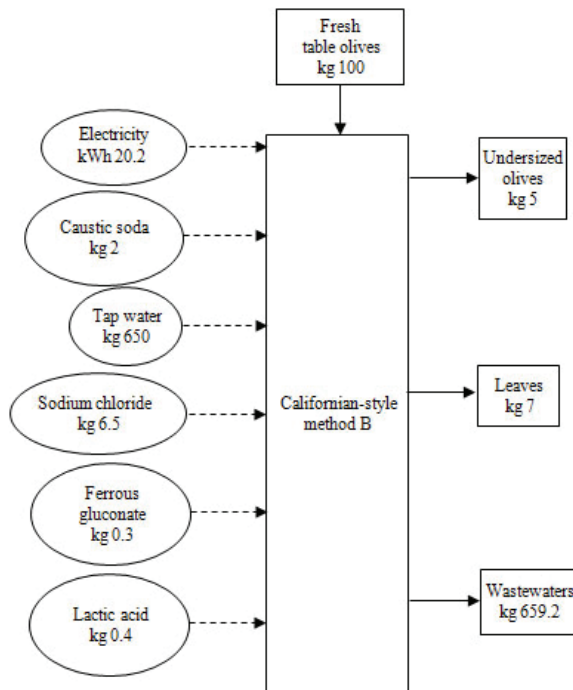 Fresh
table olives
kg 100
Electricity
kWh 20.2
Caustic soda
kg 2
Tap water
kg 650
Sodium chloride
kg 6.5
Ferrous
gluconate
kg 0.3
Lactic acid
kg 0.4
Californian-style
method B
Undersized
olives
kg 5
Leaves
kg 7
Wastewaters
kg 659.2